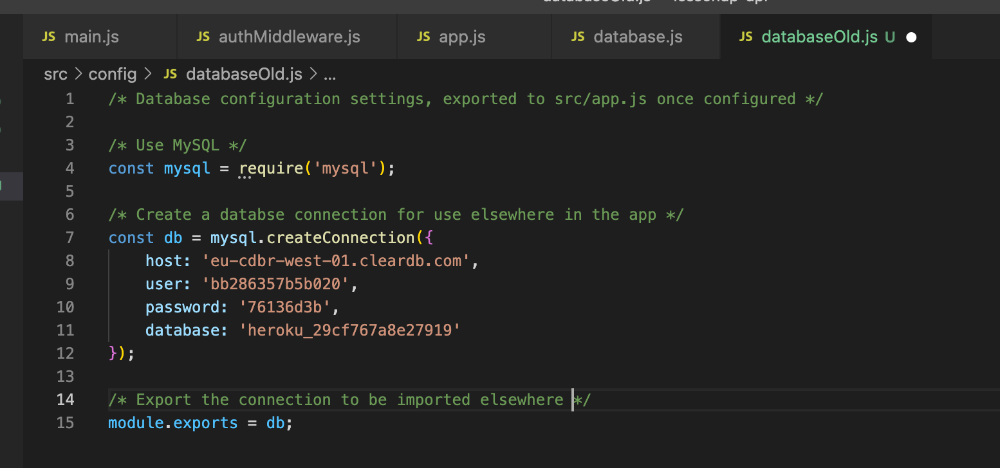 JS main.js JS authMiddleware.js JS app.js JS database.js JS databaseOld.js U
src > config > JS databaseOld.js > ...
1 /* Database configuration settings, exported to src/app.js once configured */
2
3 /* Use MySQL */
4 const mysql = require('mysql');
5
6 /* Create a databse connection for use elsewhere in the app */
7 const db = mysql.createConnection({
8 host: 'eu-cdbr-west-01.cleardb.com',
9 user: 'bb286357b5b020',
10 password: '76136d3b',
11 database: 'heroku_29cf767a8e27919'
12 });
13
14 /* Export the connection to be imported elsewhere */
15 module.exports = db;